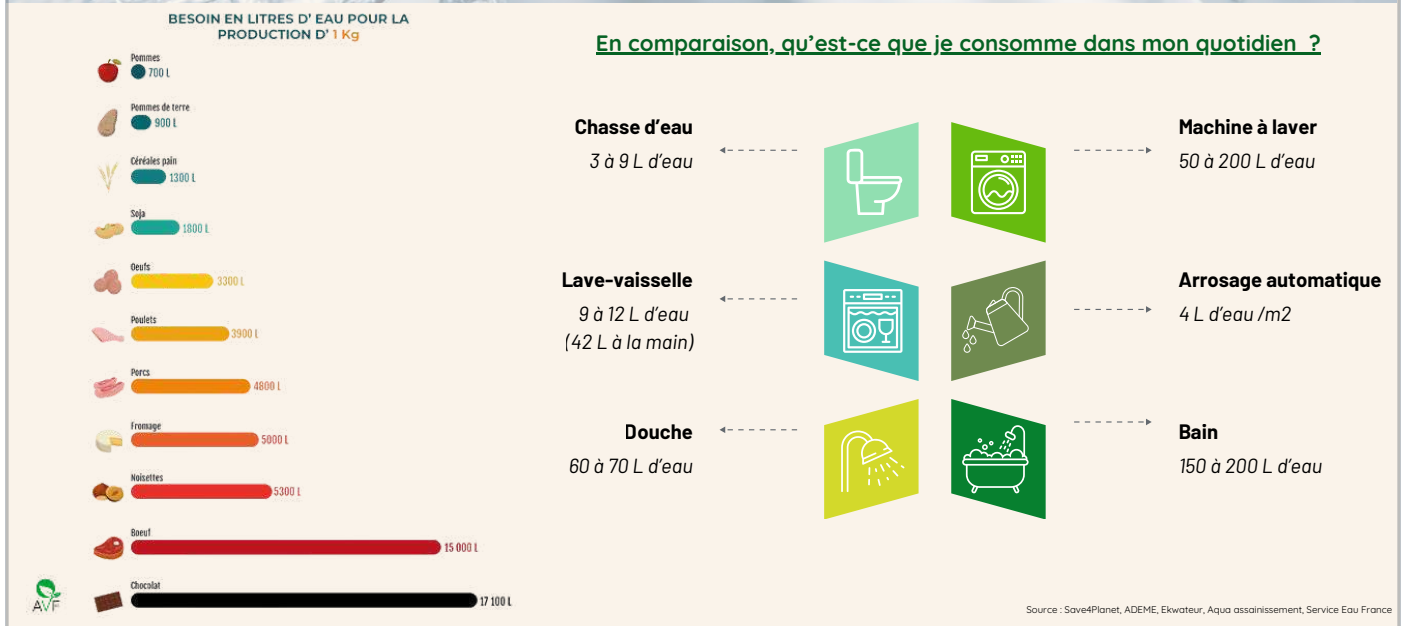 BESOIN EN LITRES D' EAU POUR LA
PRODUCTION D' 1 Kg
Pommes
700 L
Pommes de terre
900 L
Céréales pain
1300 L
Soja
1800 L
Oeufs
3300 L
Poulets
3900 L
Porcs
4800 L
Fromage
5000 L
Noisettes
5300 L
Boeuf
15 000 L
Chocolat
17 100 L
AVF
En comparaison, qu'est-ce que je consomme dans mon quotidien ?
Chasse d'eau
3 à 9 L d'eau
Machine à laver
50 à 200 L d'eau
Lave-vaisselle
9 à 12 L d'eau
(42 L à la main)
Arrosage automatique
4 L d'eau /m2
Douche
60 à 70 L d'eau
Bain
150 à 200 L d'eau
Source : Save4Planet, ADEME, Ekwateur, Aqua assainissement, Service Eau France